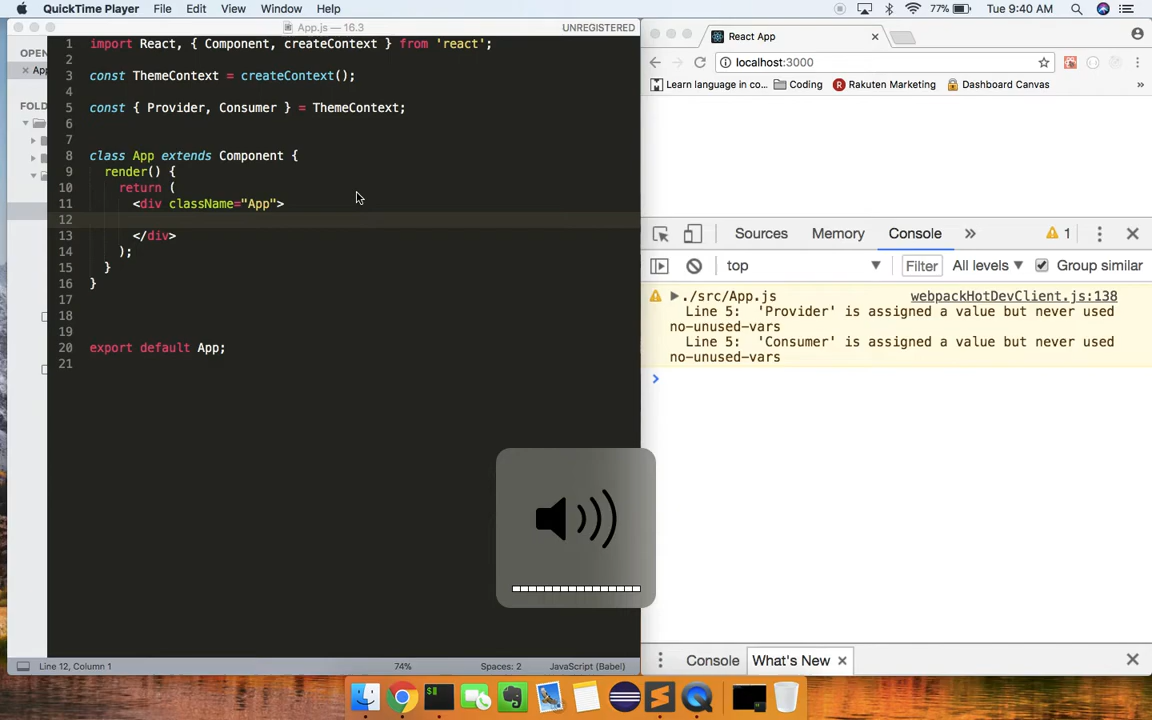 QuickTime Player File Edit View Window Help 77% Tue 9:40 AM
App.js — 16.3 UNREGISTERED
OPEN
App
FOLD
1 import React, { Component, createContext } from 'react';
2
3 const ThemeContext = createContext();
4
5 const { Provider, Consumer } = ThemeContext;
6
7
8 class App extends Component {
9 render() {
10 return (
11 <div className="App">
12
13 </div>
14 );
15 }
16 }
17
18
19
20 export default App;
21
Line 12, Column 1 74% Spaces: 2 JavaScript (Babel)
React App
localhost:3000
Learn language in co... Coding Rakuten Marketing Dashboard Canvas »
Sources Memory Console » 1
top Filter All levels Group similar
./src/App.js webpackHotDevClient.js:138
Line 5: 'Provider' is assigned a value but never used
no-unused-vars
Line 5: 'Consumer' is assigned a value but never used
no-unused-vars
Console What's New